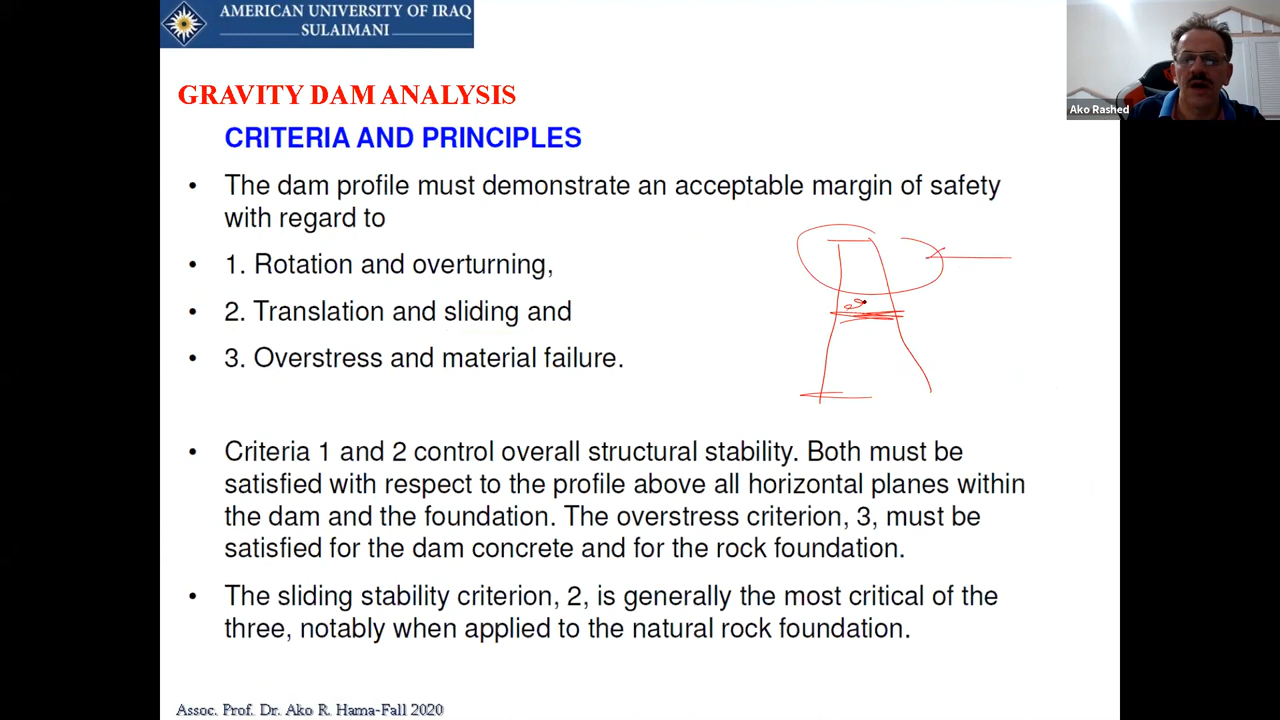 AMERICAN UNIVERSITY OF IRAQ
SULAIMANI
Ako Rashed
GRAVITY DAM ANALYSIS
CRITERIA AND PRINCIPLES
• The dam profile must demonstrate an acceptable margin of safety
with regard to
• 1. Rotation and overturning,
• 2. Translation and sliding and
• 3. Overstress and material failure.
• Criteria 1 and 2 control overall structural stability. Both must be
satisfied with respect to the profile above all horizontal planes within
the dam and the foundation. The overstress criterion, 3, must be
satisfied for the dam concrete and for the rock foundation.
• The sliding stability criterion, 2, is generally the most critical of the
three, notably when applied to the natural rock foundation.
Assoc. Prof. Dr. Ako R. Hama-Fall 2020